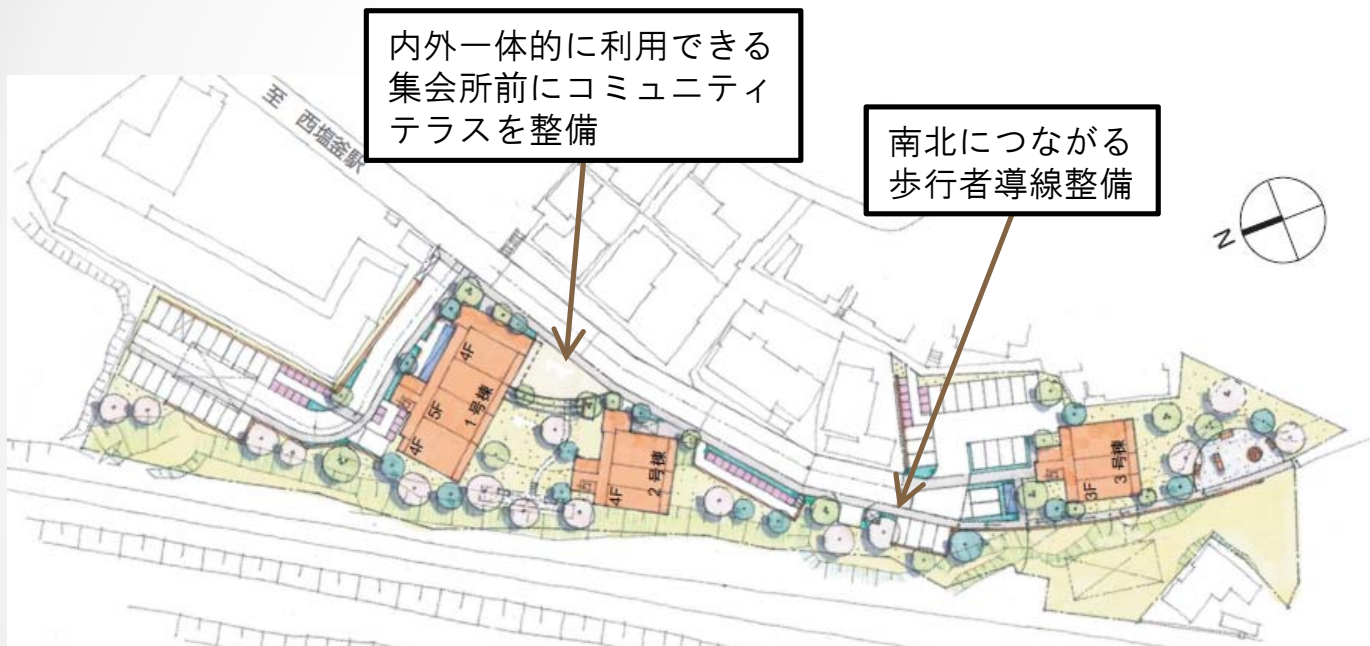 内外一体的に利用できる
集会所前にコミュニティ
テラスを整備
南北につながる
歩行者導線整備
至 西塩釜駅
N
4F
5F
4F
1号棟
4F
2号棟
3F
3号棟